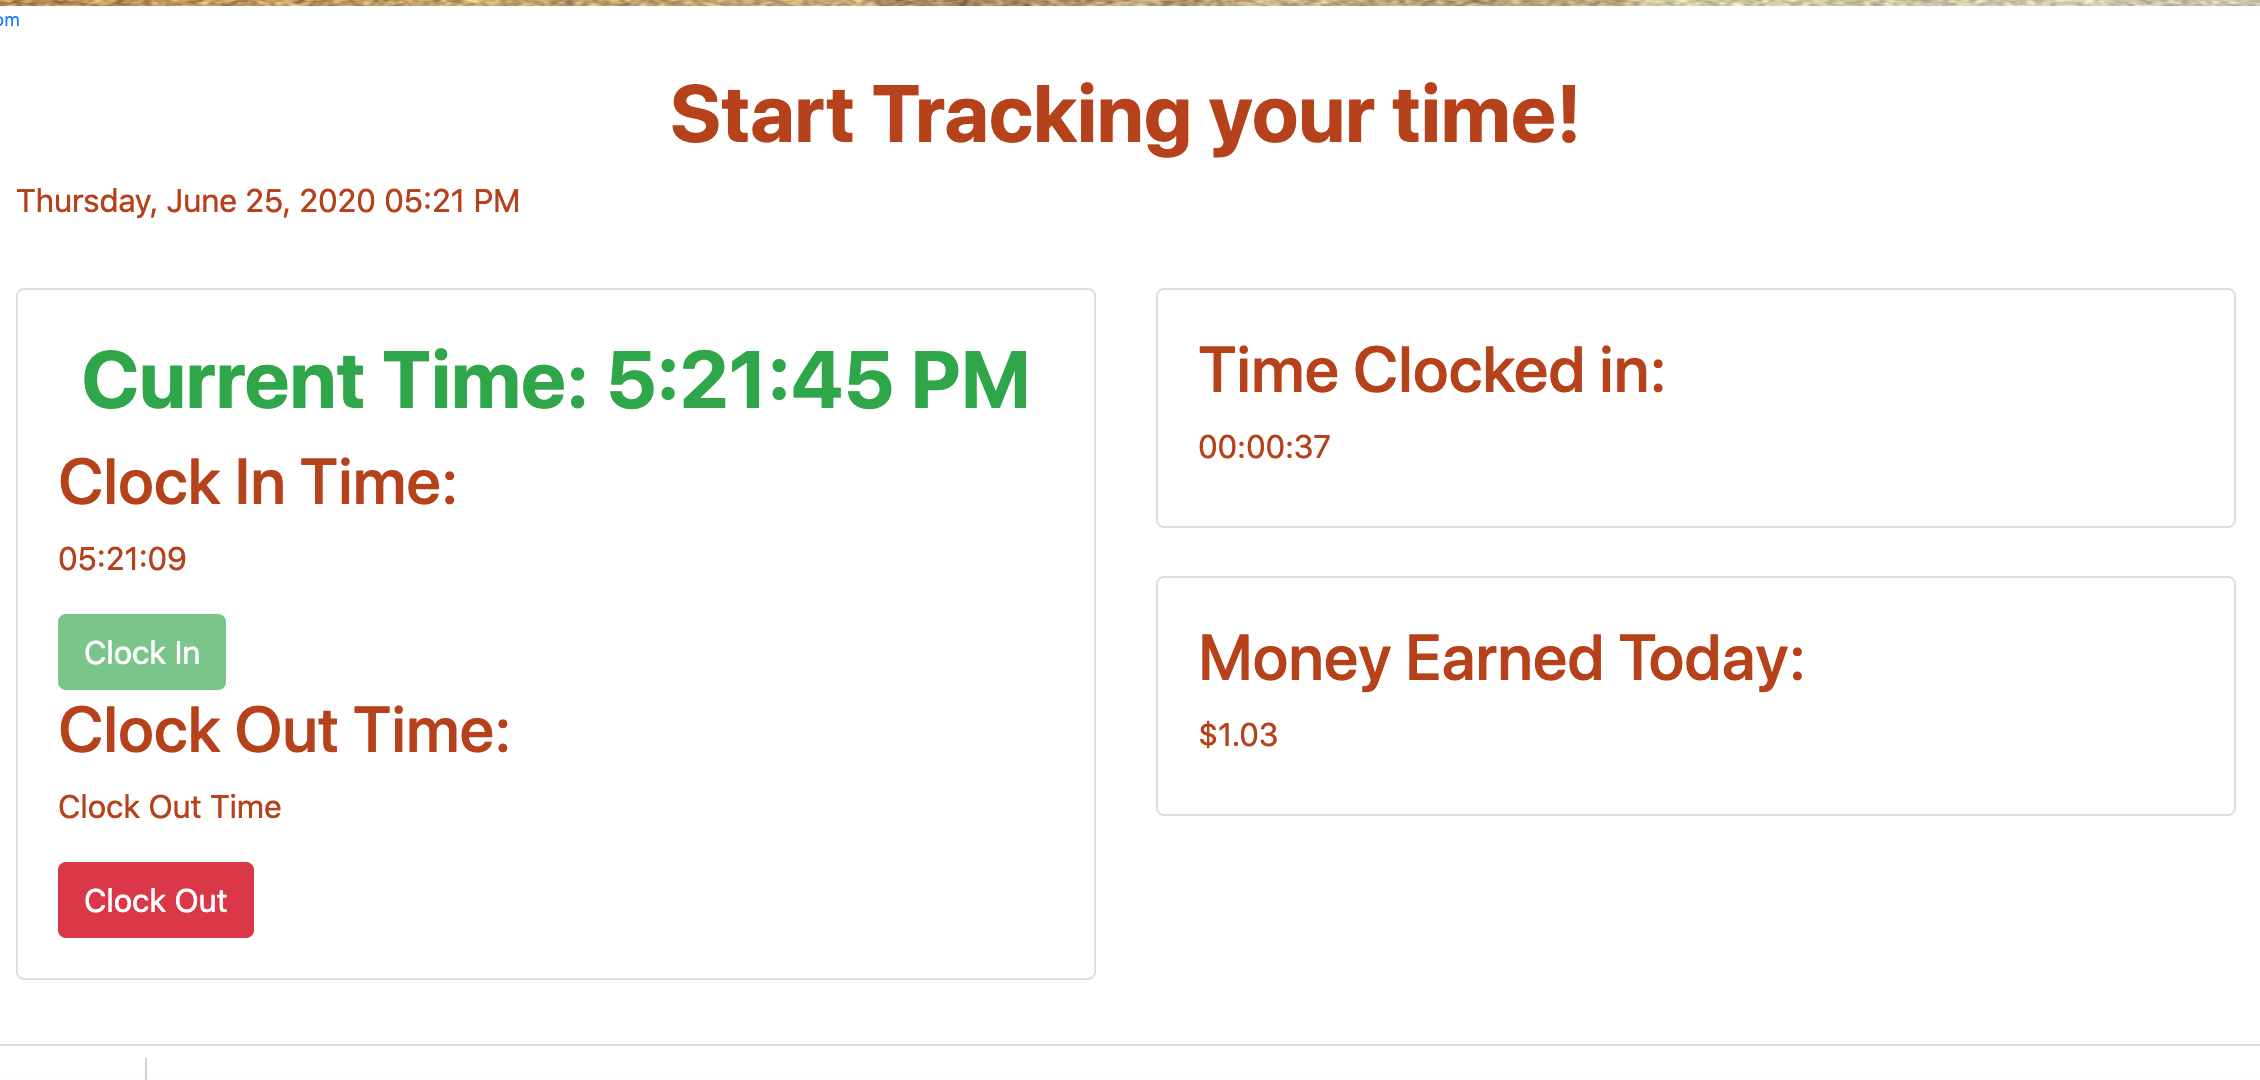 om
Start Tracking your time!
Thursday, June 25, 2020 05:21 PM
Current Time: 5:21:45 PM
Clock In Time:
05:21:09
Clock In
Clock Out Time:
Clock Out Time
Clock Out
Time Clocked in:
00:00:37
Money Earned Today:
$1.03